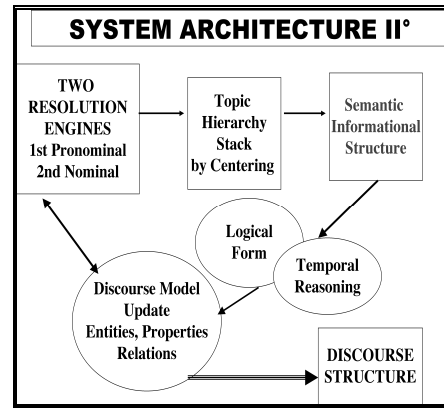 SYSTEM ARCHITECTURE II°
TWO
RESOLUTION
ENGINES
1st Pronominal
2nd Nominal
Topic
Hierarchy
Stack
by Centering
Semantic
Informational
Structure
Logical
Form
Temporal
Reasoning
Discourse Model
Update
Entities, Properties
Relations
DISCOURSE
STRUCTURE